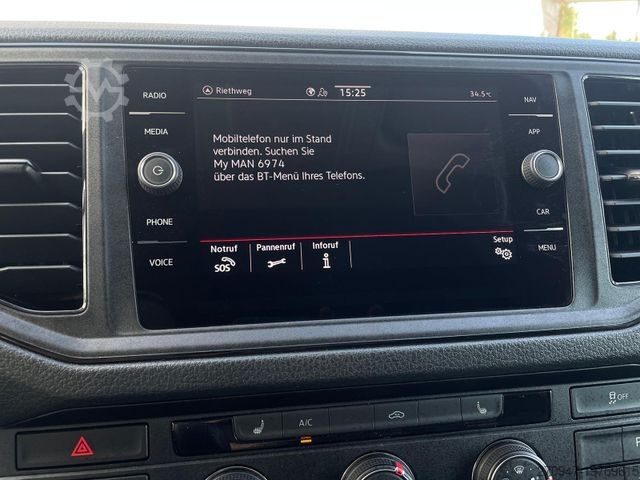 RADIO
MEDIA
PHONE
VOICE
Riethweg
15:25
34.5°C
Mobiltelefon nur im Stand
verbinden. Suchen Sie
My MAN 6974
über das BT-Menü Ihres Telefons.
Notruf
Pannenruf
Inforuf
Setup
SOS
NAV
APP
CAR
MENU
A/C
OFF